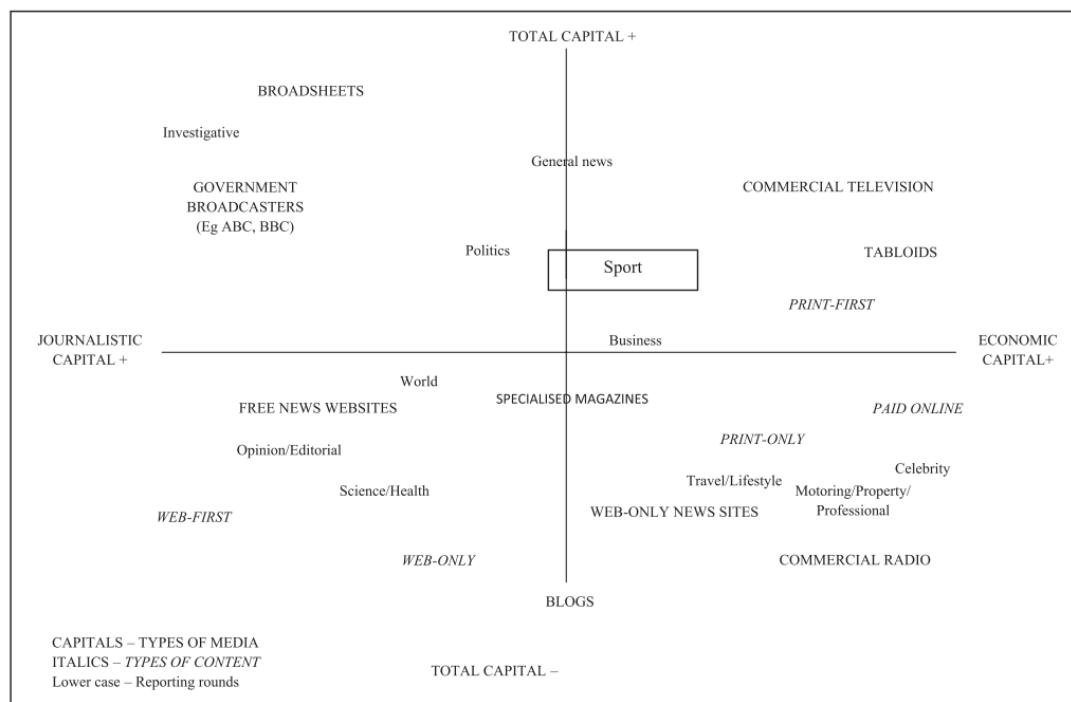 TOTAL CAPITAL +
BROADSHEETS
Investigative
General news
GOVERNMENT
BROADCASTERS
(Eg ABC, BBC)
COMMERCIAL TELEVISION
Politics
Sport
TABLOIDS
PRINT-FIRST
JOURNALISTIC
CAPITAL +
Business
ECONOMIC
CAPITAL+
World
SPECIALISED MAGAZINES
FREE NEWS WEBSITES
PAID ONLINE
Opinion/Editorial
PRINT-ONLY
Celebrity
Science/Health
Travel/Lifestyle
Motoring/Property/
Professional
WEB-FIRST
WEB-ONLY NEWS SITES
WEB-ONLY
COMMERCIAL RADIO
BLOGS
CAPITALS – TYPES OF MEDIA
ITALICS – TYPES OF CONTENT
Lower case – Reporting rounds
TOTAL CAPITAL –